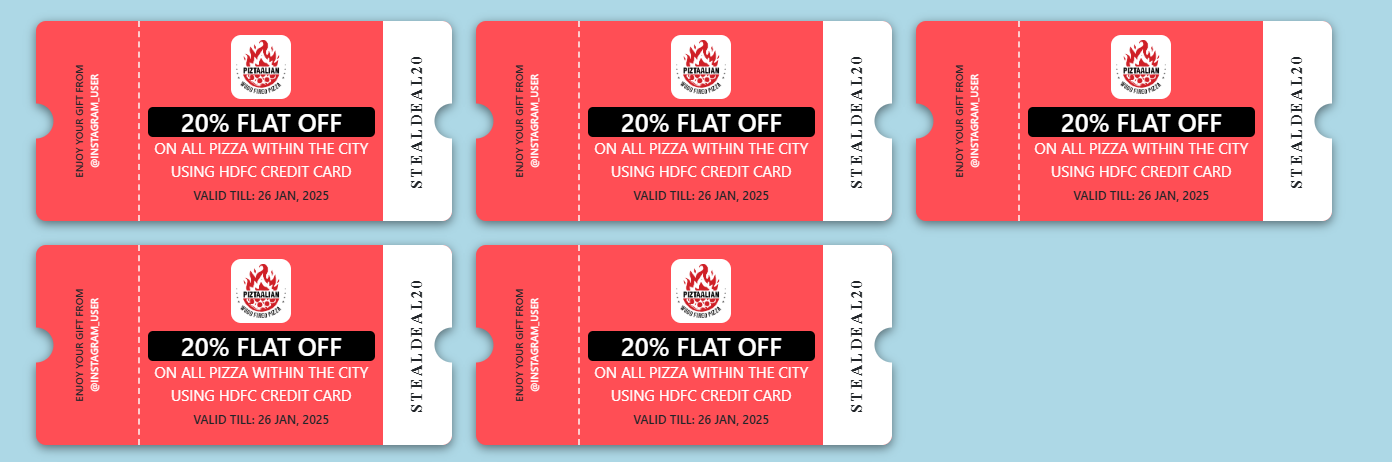 ENJOY YOUR GIFT FROM
@INSTAGRAM_USER
PIZTAALIAN
WOOD FIRED PIZZA
20% FLAT OFF
ON ALL PIZZA WITHIN THE CITY
USING HDFC CREDIT CARD
VALID TILL: 26 JAN, 2025
STEALDEAL20
ENJOY YOUR GIFT FROM
@INSTAGRAM_USER
PIZTAALIAN
WOOD FIRED PIZZA
20% FLAT OFF
ON ALL PIZZA WITHIN THE CITY
USING HDFC CREDIT CARD
VALID TILL: 26 JAN, 2025
STEALDEAL20
ENJOY YOUR GIFT FROM
@INSTAGRAM_USER
PIZTAALIAN
WOOD FIRED PIZZA
20% FLAT OFF
ON ALL PIZZA WITHIN THE CITY
USING HDFC CREDIT CARD
VALID TILL: 26 JAN, 2025
STEALDEAL20
ENJOY YOUR GIFT FROM
@INSTAGRAM_USER
PIZTAALIAN
WOOD FIRED PIZZA
20% FLAT OFF
ON ALL PIZZA WITHIN THE CITY
USING HDFC CREDIT CARD
VALID TILL: 26 JAN, 2025
STEALDEAL20
ENJOY YOUR GIFT FROM
@INSTAGRAM_USER
PIZTAALIAN
WOOD FIRED PIZZA
20% FLAT OFF
ON ALL PIZZA WITHIN THE CITY
USING HDFC CREDIT CARD
VALID TILL: 26 JAN, 2025
STEALDEAL20